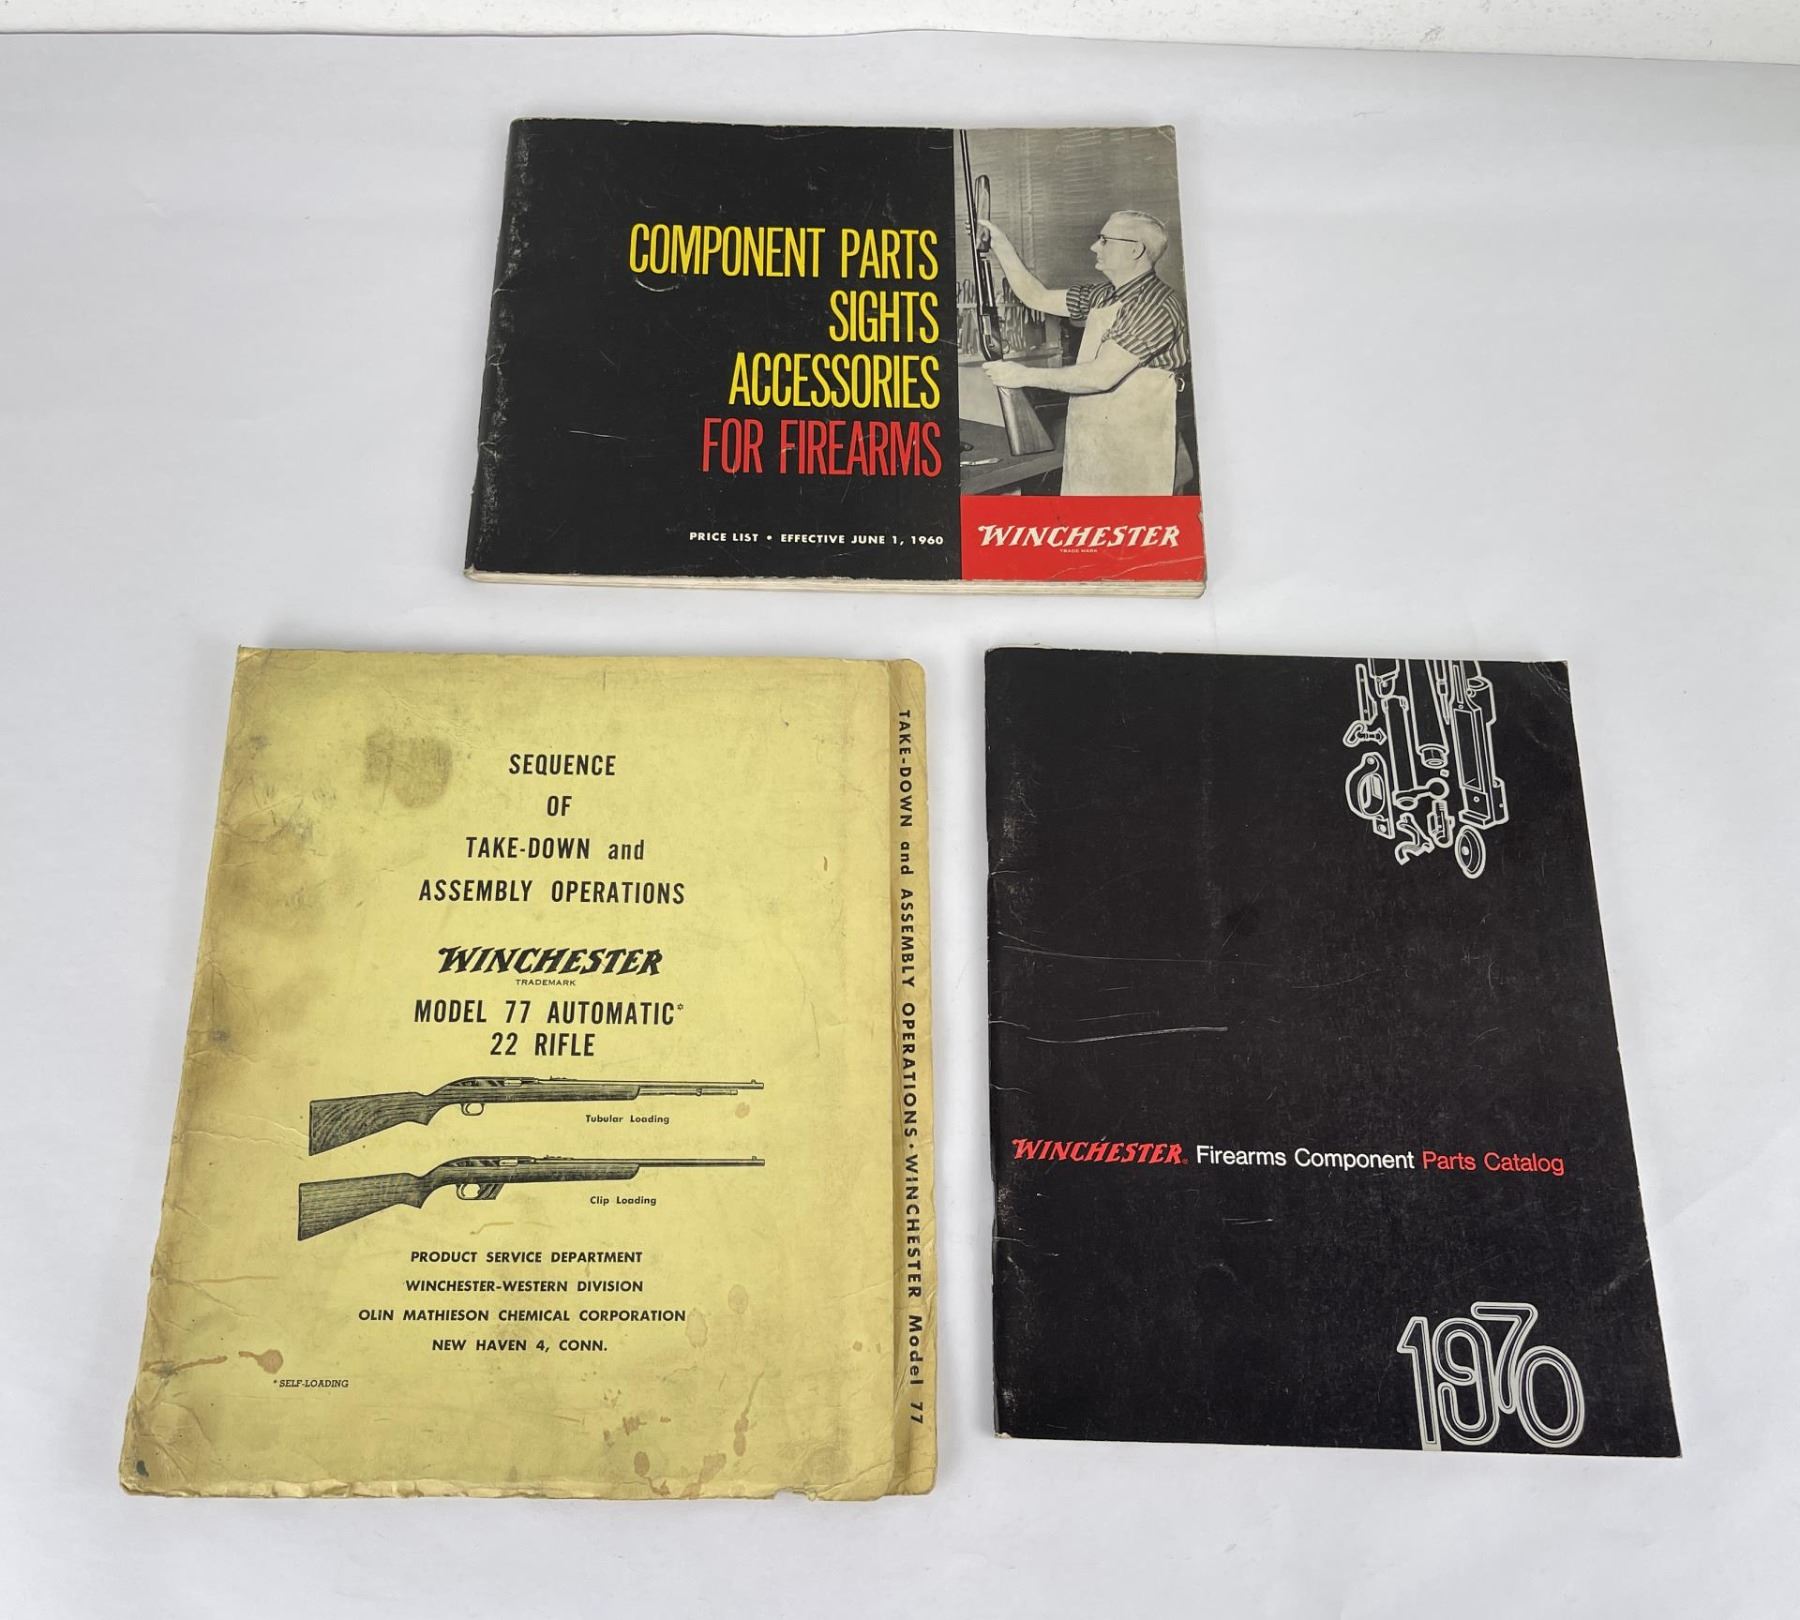 COMPONENT PARTS
SIGHTS
ACCESSORIES
FOR FIREARMS
PRICE LIST • EFFECTIVE JUNE 1, 1960
WINCHESTER
TRADE MARK
SEQUENCE
OF
TAKE-DOWN and
ASSEMBLY OPERATIONS
WINCHESTER
TRADEMARK
MODEL 77 AUTOMATIC*
22 RIFLE
Tubular Loading
Clip Loading
PRODUCT SERVICE DEPARTMENT
WINCHESTER-WESTERN DIVISION
OLIN MATHIESON CHEMICAL CORPORATION
NEW HAVEN 4, CONN.
*SELF-LOADING
TAKE-DOWN and ASSEMBLY OPERATIONS • WINCHESTER Model 77
WINCHESTER® Firearms Component Parts Catalog
1970